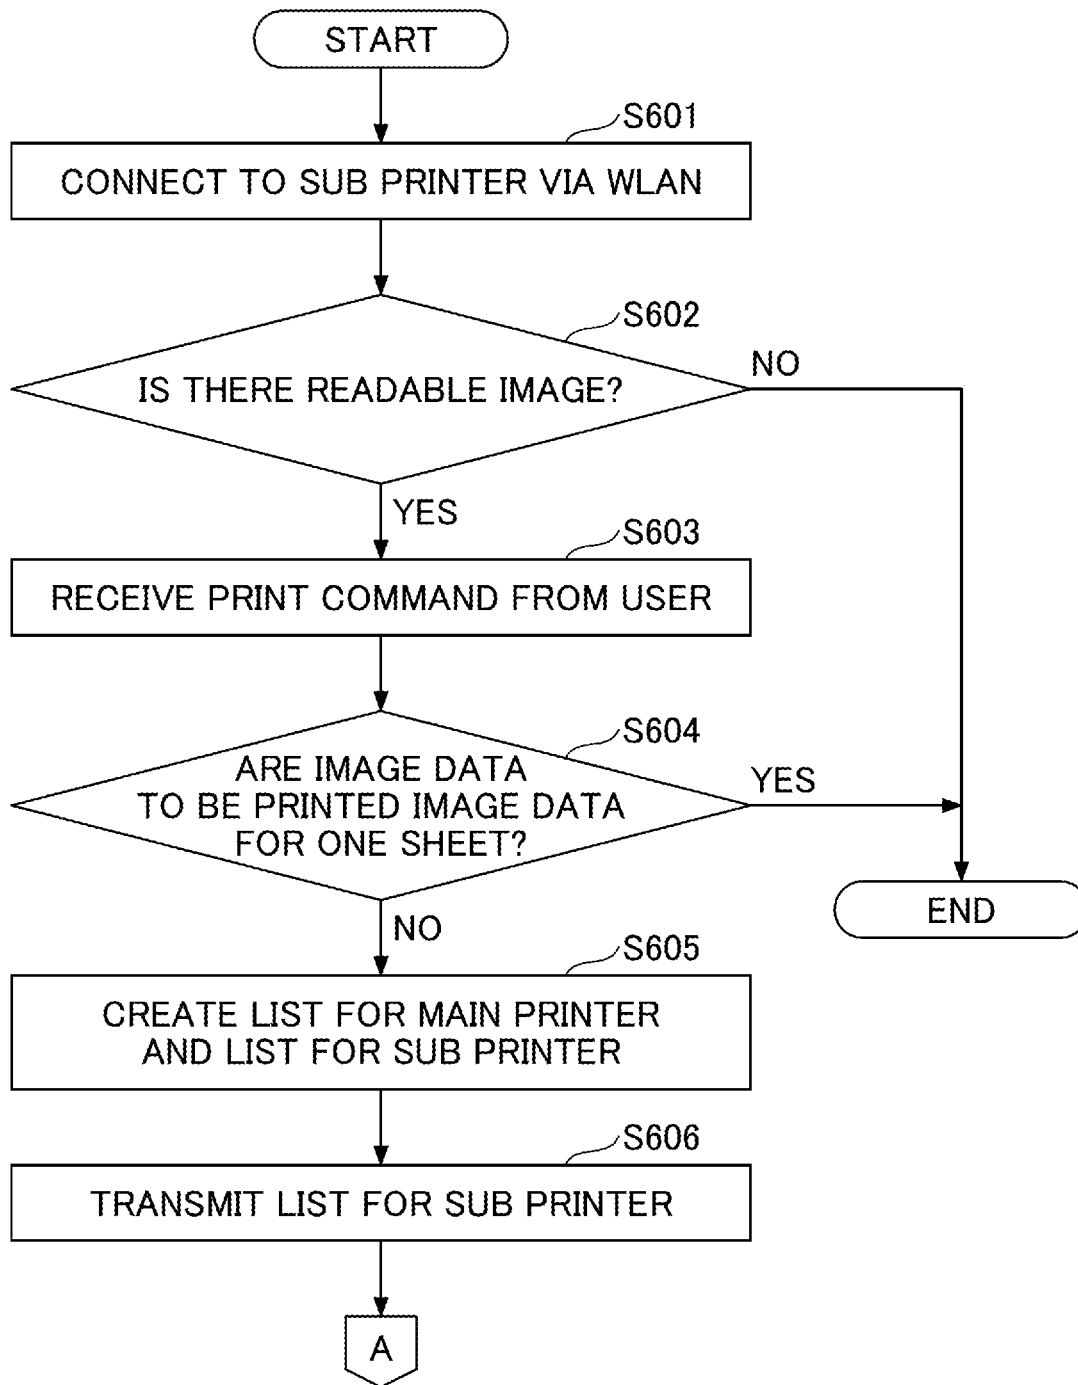 START
S601
CONNECT TO SUB PRINTER VIA WLAN
S602
IS THERE READABLE IMAGE?
NO
YES
S603
RECEIVE PRINT COMMAND FROM USER
S604
ARE IMAGE DATA
TO BE PRINTED IMAGE DATA
FOR ONE SHEET?
YES
END
NO
S605
CREATE LIST FOR MAIN PRINTER
AND LIST FOR SUB PRINTER
S606
TRANSMIT LIST FOR SUB PRINTER
A